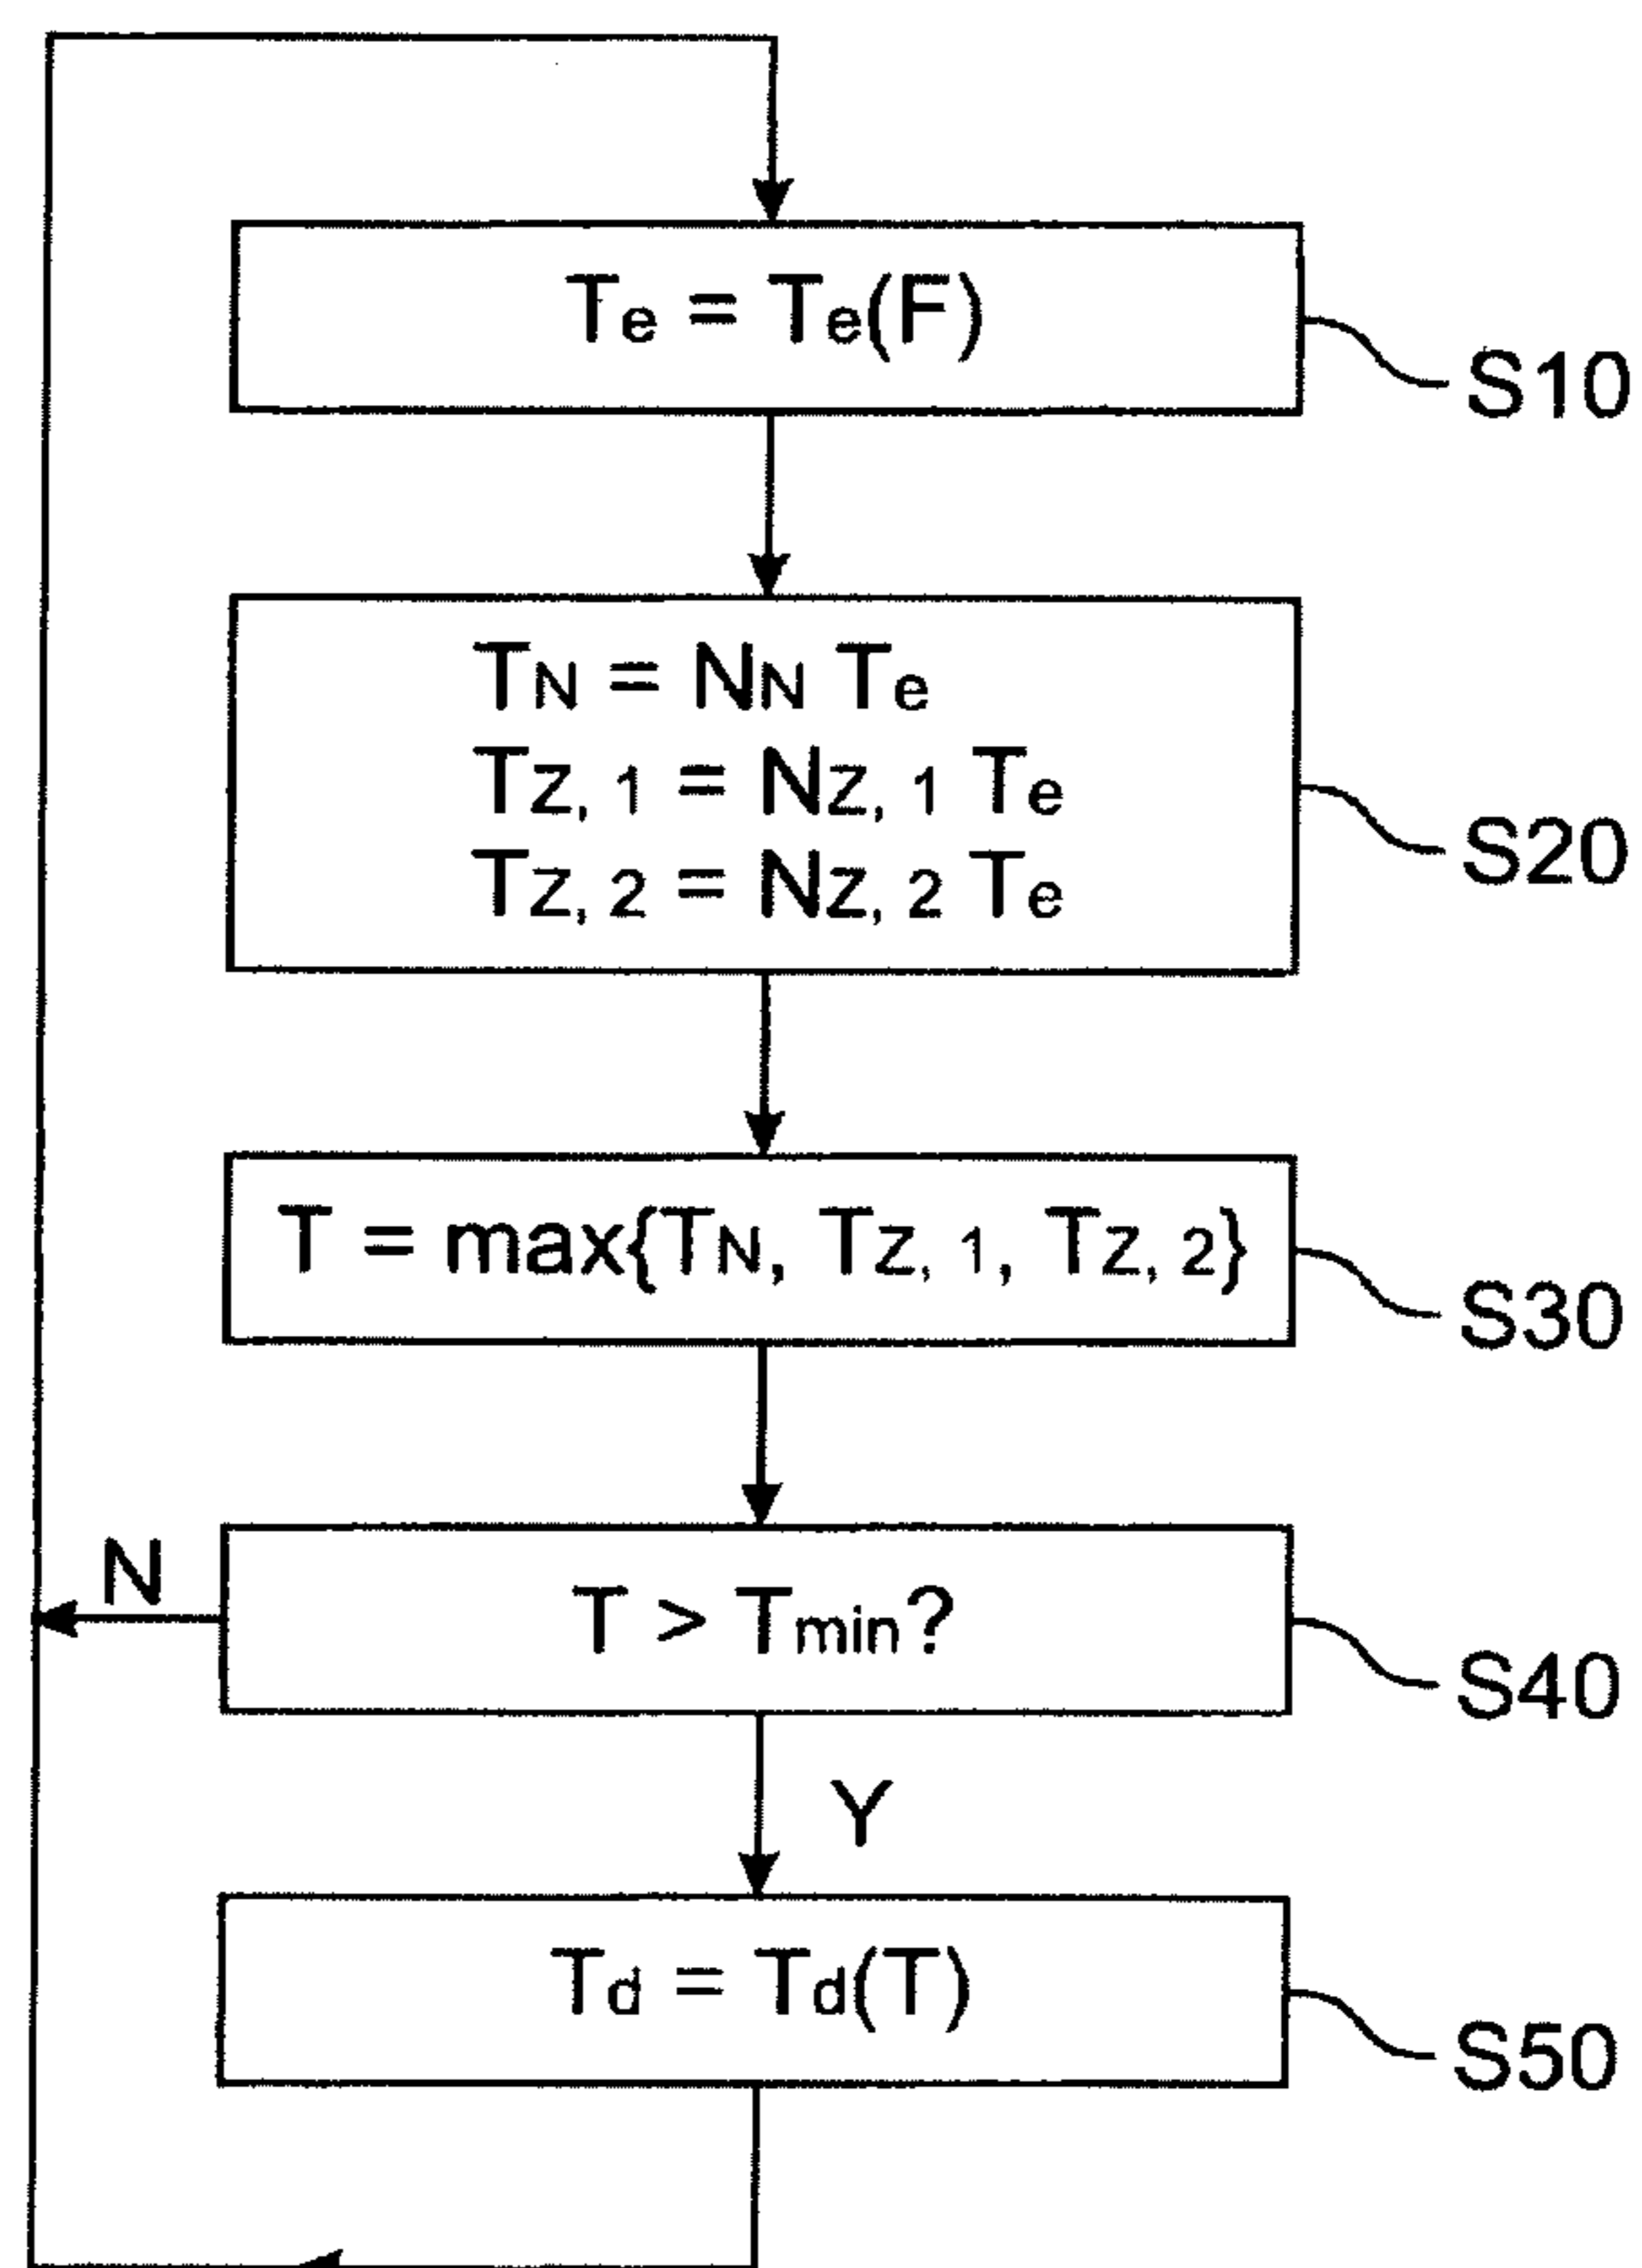 Te = Te(F)
S10
TN = NN Te
Tz, 1 = Nz, 1 Te
Tz, 2 = Nz, 2 Te
S20
T = max{TN, Tz, 1, Tz, 2}
S30
N
T > Tmin?
S40
Y
Td = Td(T)
S50